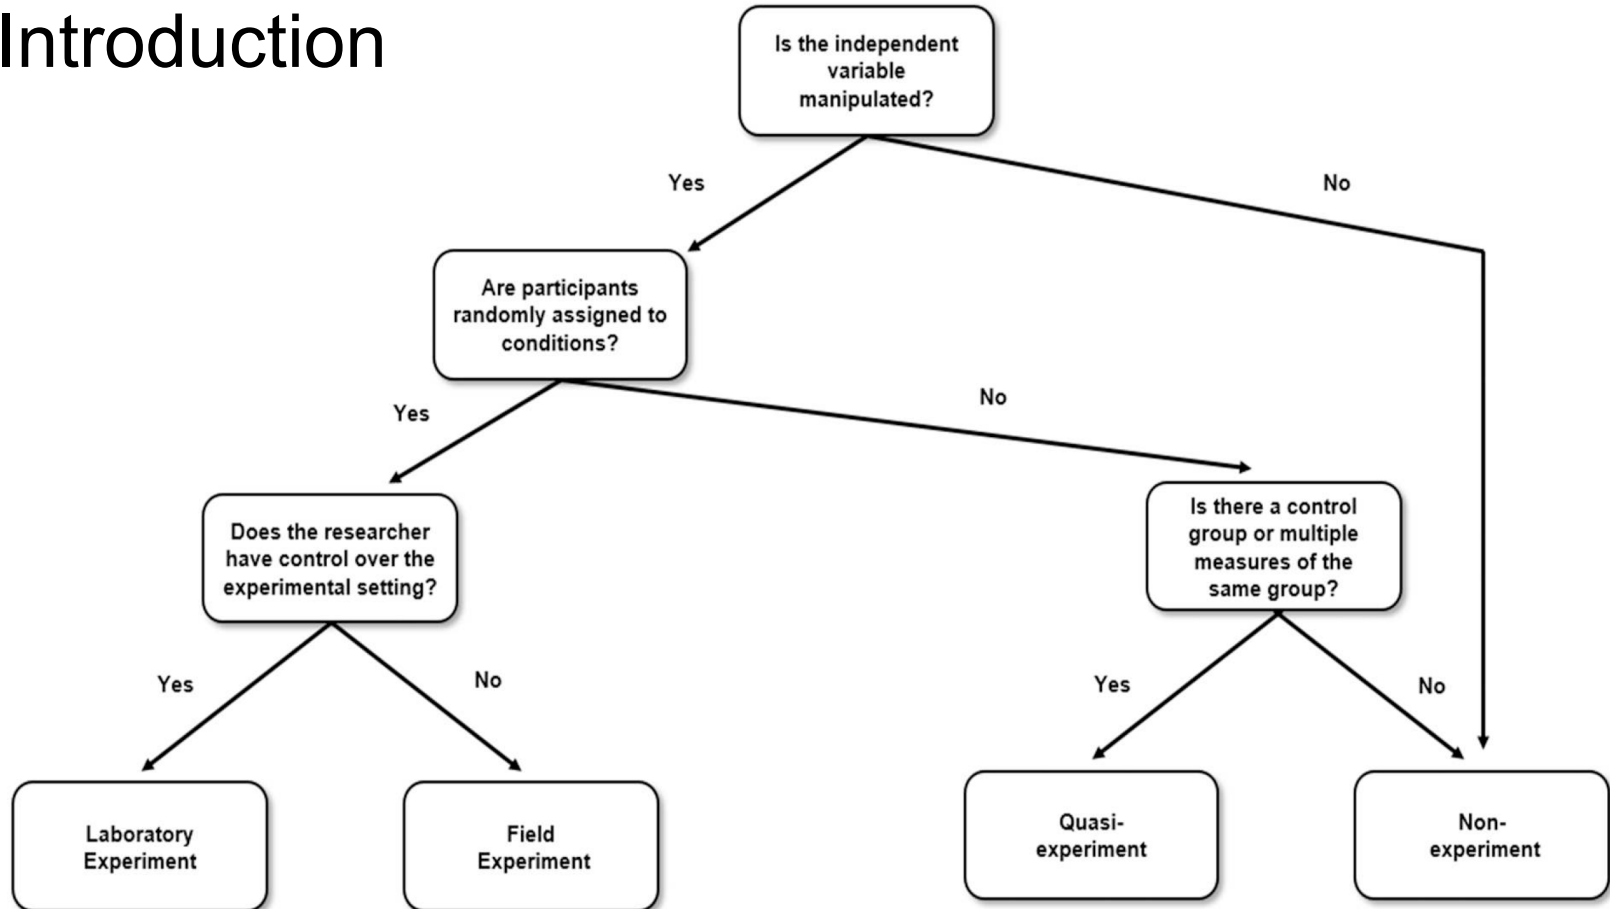 Introduction
Is the independent
variable
manipulated?
Yes
No
Are participants
randomly assigned to
conditions?
Yes
No
Does the researcher
have control over the
experimental setting?
Is there a control
group or multiple
measures of the
same group?
Yes
No
Yes
No
Laboratory
Experiment
Field
Experiment
Quasi-
experiment
Non-
experiment